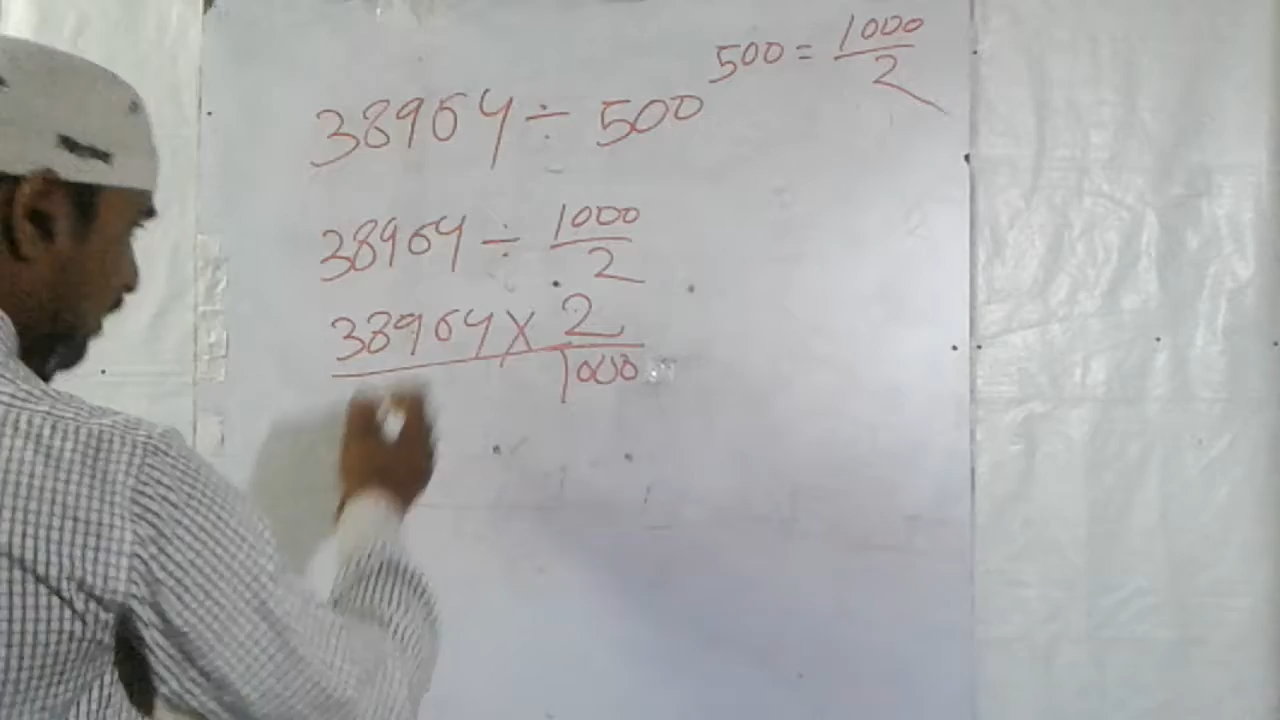 500 = 1000/2
38964 ÷ 500
38964 ÷ 1000/2
38964 × 2/1000